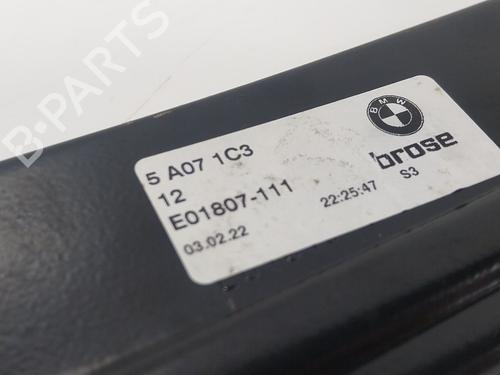 B-PARTS
BMW
5 A07 1C3
brose
12
E01807-111
22:25:47 S3
03.02.22